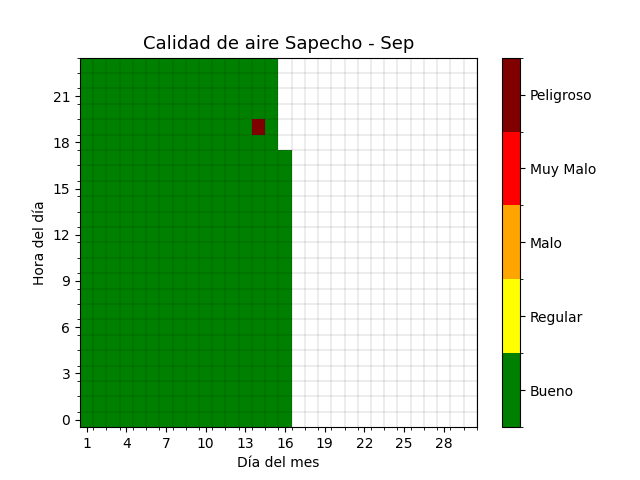 Calidad de aire Sapecho - Sep
21
18
15
12
9
6
3
0
Hora del día
1 4 7 10 13 16 19 22 25 28
Día del mes
Peligroso
Muy Malo
Malo
Regular
Bueno